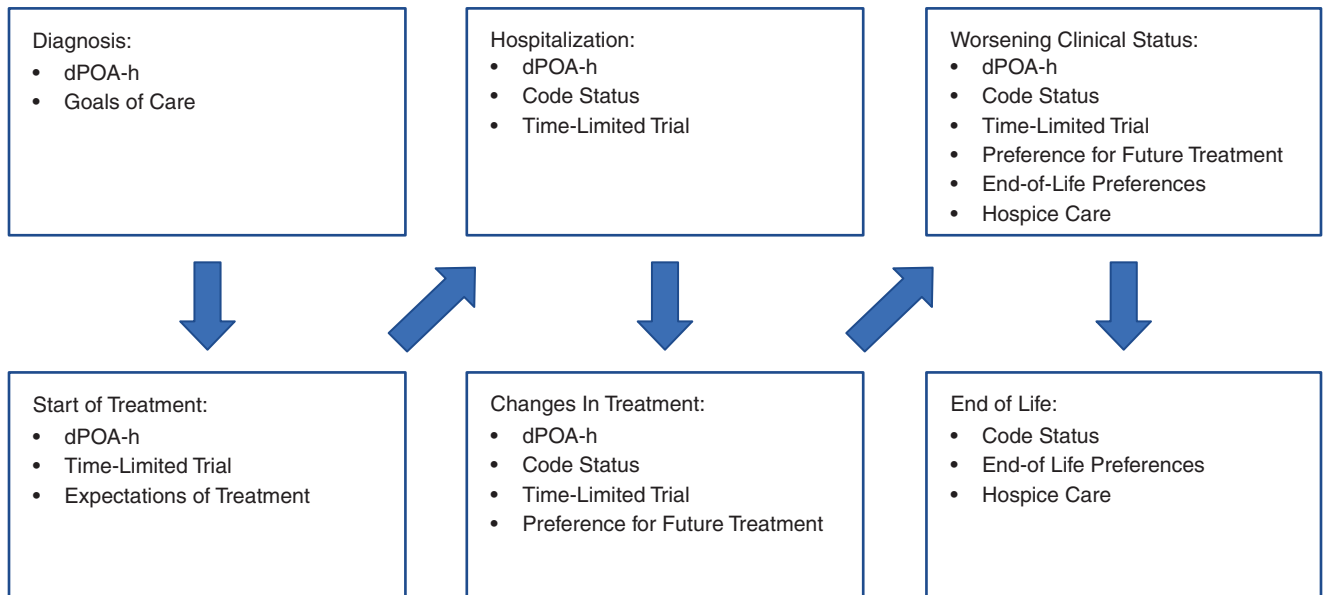 Diagnosis:
• dPOA-h
• Goals of Care
Start of Treatment:
• dPOA-h
• Time-Limited Trial
• Expectations of Treatment
Hospitalization:
• dPOA-h
• Code Status
• Time-Limited Trial
Changes In Treatment:
• dPOA-h
• Code Status
• Time-Limited Trial
• Preference for Future Treatment
Worsening Clinical Status:
• dPOA-h
• Code Status
• Time-Limited Trial
• Preference for Future Treatment
• End-of-Life Preferences
• Hospice Care
End of Life:
• Code Status
• End-of Life Preferences
• Hospice Care